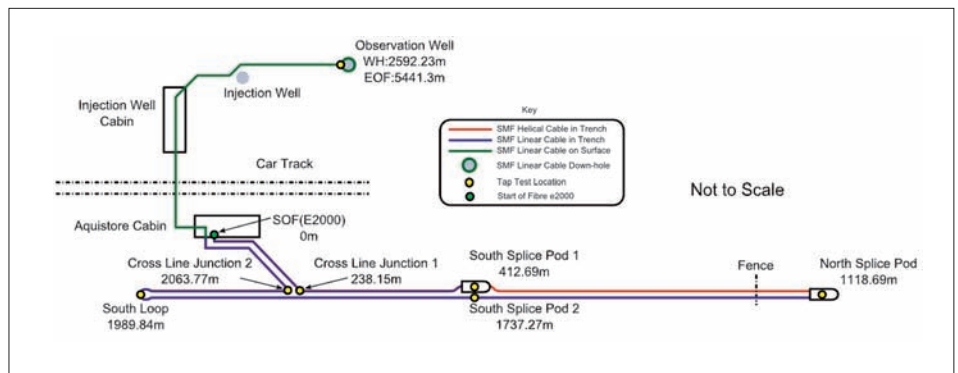 Observation Well
WH:2592.23m
EOF:5441.3m
Injection Well
Injection Well
Cabin
Key
SMF Helical Cable in Trench
SMF Linear Cable in Trench
SMF Linear Cable on Surface
SMF Linear Cable Down-hole
Tap Test Location
Start of Fibre e2000
Car Track
Not to Scale
Aquistore Cabin
SOF(E2000)
0m
Cross Line Junction 2
2063.77m
Cross Line Junction 1
238.15m
South Splice Pod 1
412.69m
Fence
North Splice Pod
1118.69m
South Loop
1989.84m
South Splice Pod 2
1737.27m